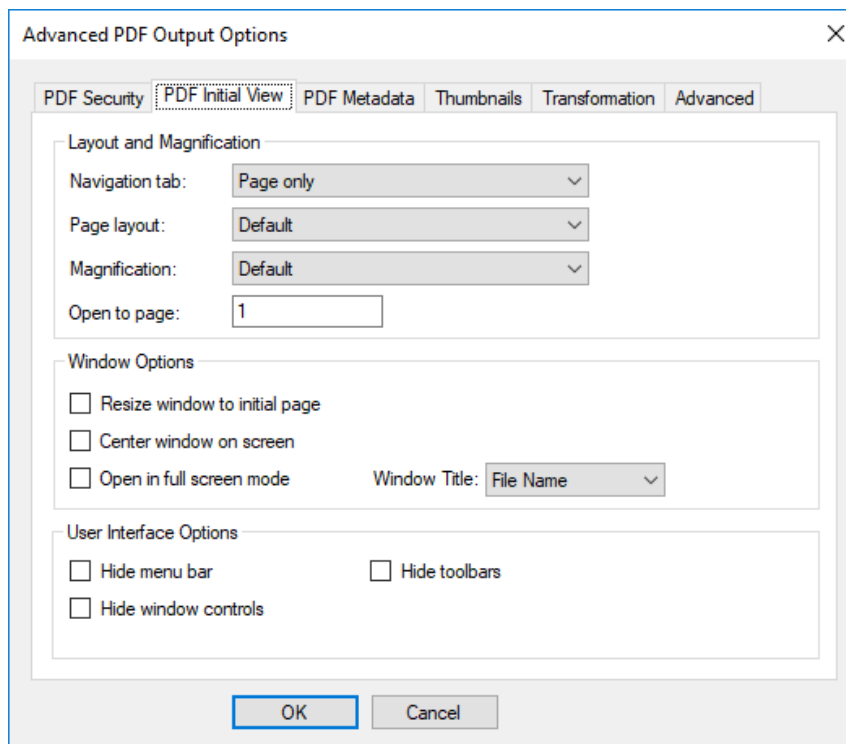 Advanced PDF Output Options
PDF Security PDF Initial View PDF Metadata Thumbnails Transformation Advanced
Layout and Magnification
Navigation tab: Page only
Page layout: Default
Magnification: Default
Open to page: 1
Window Options
Resize window to initial page
Center window on screen
Open in full screen mode Window Title: File Name
User Interface Options
Hide menu bar Hide toolbars
Hide window controls
OK Cancel